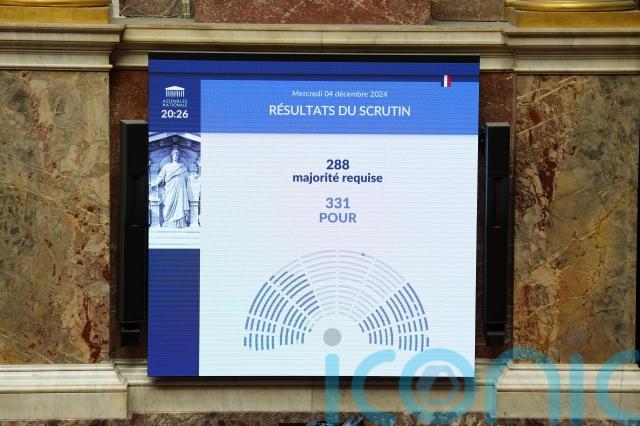 Mercredi 04 décembre 2024
RÉSULTATS DU SCRUTIN
ASSEMBLÉE
NATIONALE
20:26
288
majorité requise
331
POUR
iconic